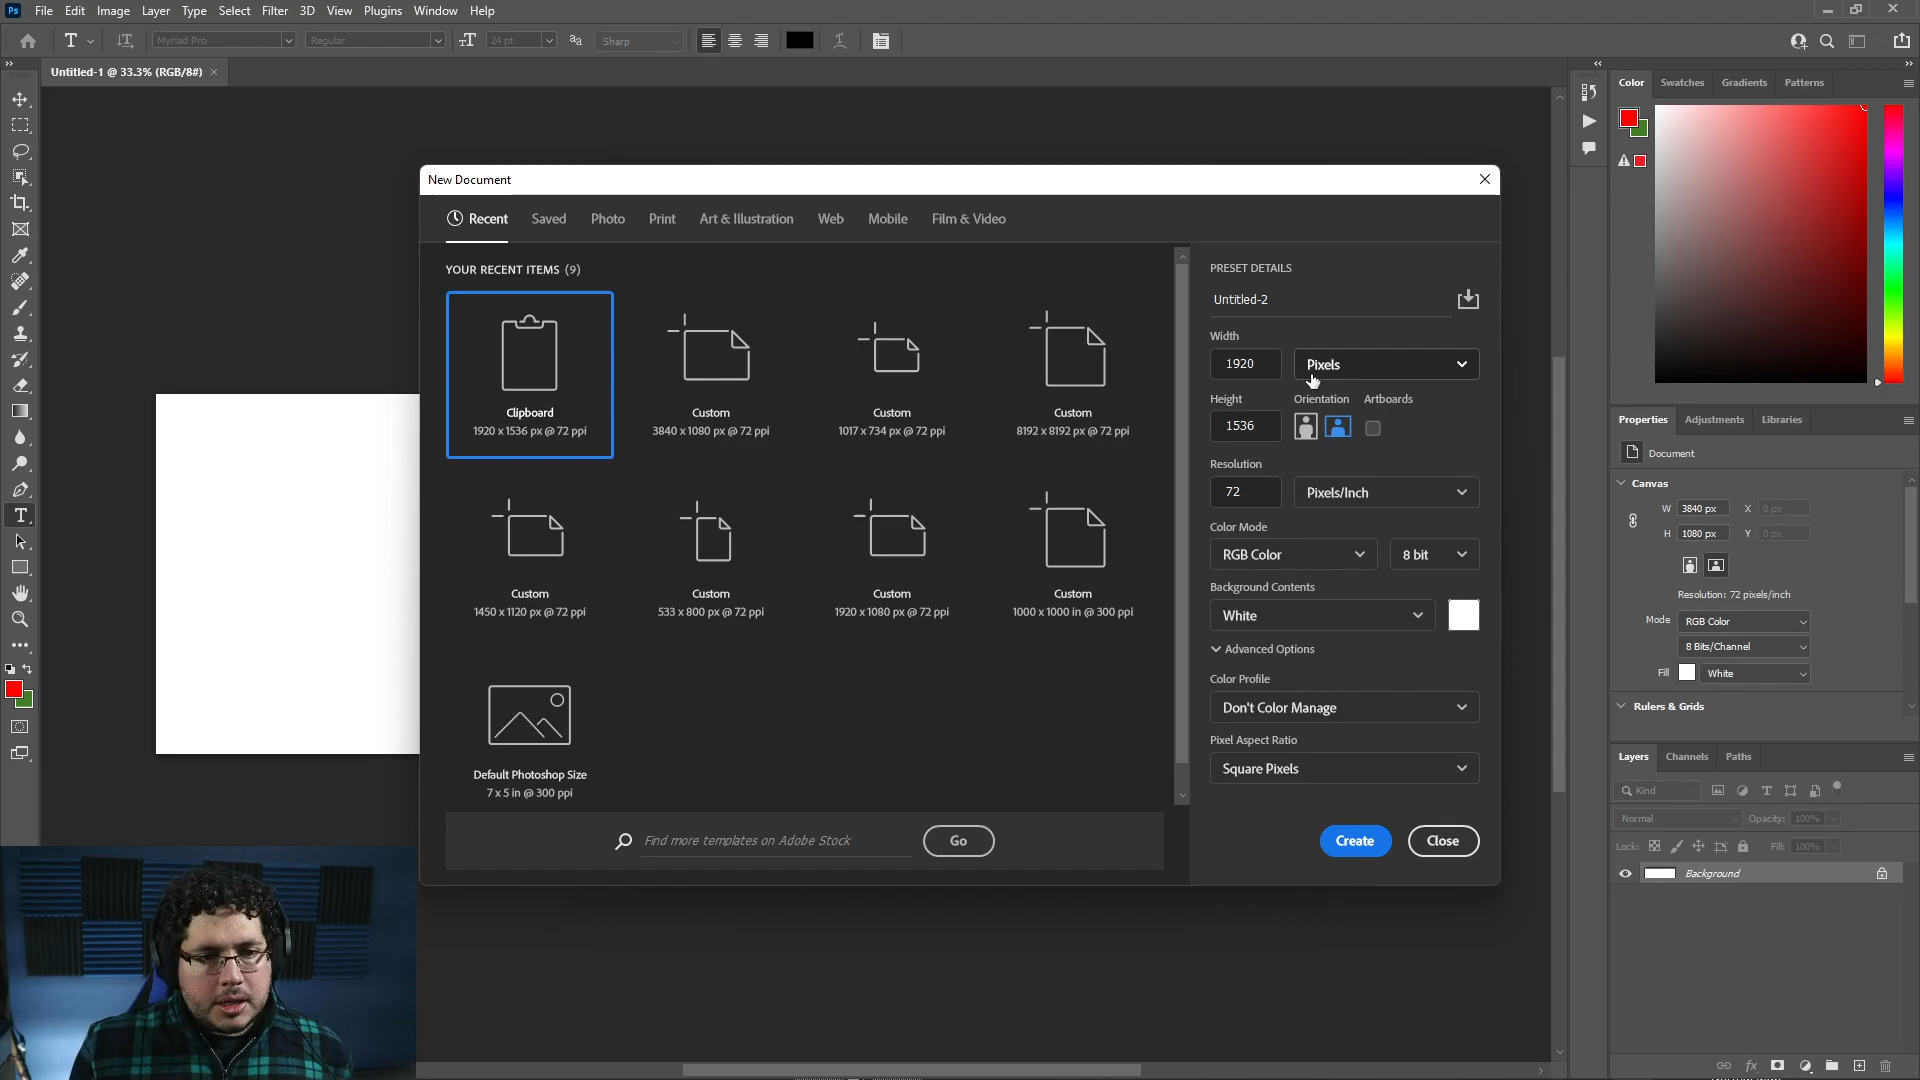 Ps File Edit Image Layer Type Select Filter 3D View Plugins Window Help
T Myriad Pro Regular 24 pt Sharp
Untitled-1 @ 33.3% (RGB/8#)
New Document
Recent Saved Photo Print Art & Illustration Web Mobile Film & Video
YOUR RECENT ITEMS (9)
Clipboard
1920 x 1536 px @ 72 ppi
Custom
3840 x 1080 px @ 72 ppi
Custom
1017 x 734 px @ 72 ppi
Custom
8192 x 8192 px @ 72 ppi
Custom
1450 x 1120 px @ 72 ppi
Custom
533 x 800 px @ 72 ppi
Custom
1920 x 1080 px @ 72 ppi
Custom
1000 x 1000 in @ 300 ppi
Default Photoshop Size
7 x 5 in @ 300 ppi
Find more templates on Adobe Stock Go
PRESET DETAILS
Untitled-2
Width
1920 Pixels
Height Orientation Artboards
1536
Resolution
72 Pixels/Inch
Color Mode
RGB Color 8 bit
Background Contents
White
Advanced Options
Color Profile
Don't Color Manage
Pixel Aspect Ratio
Square Pixels
Create Close
Color Swatches Gradients Patterns
Properties Adjustments Libraries
Document
Canvas
W 3840 px X 0 px
H 1080 px Y 0 px
Resolution: 72 pixels/inch
Mode RGB Color
8 Bits/Channel
Fill White
Rulers & Grids
Layers Channels Paths
Kind
Normal Opacity: 100%
Lock: Fill: 100%
Background
fx